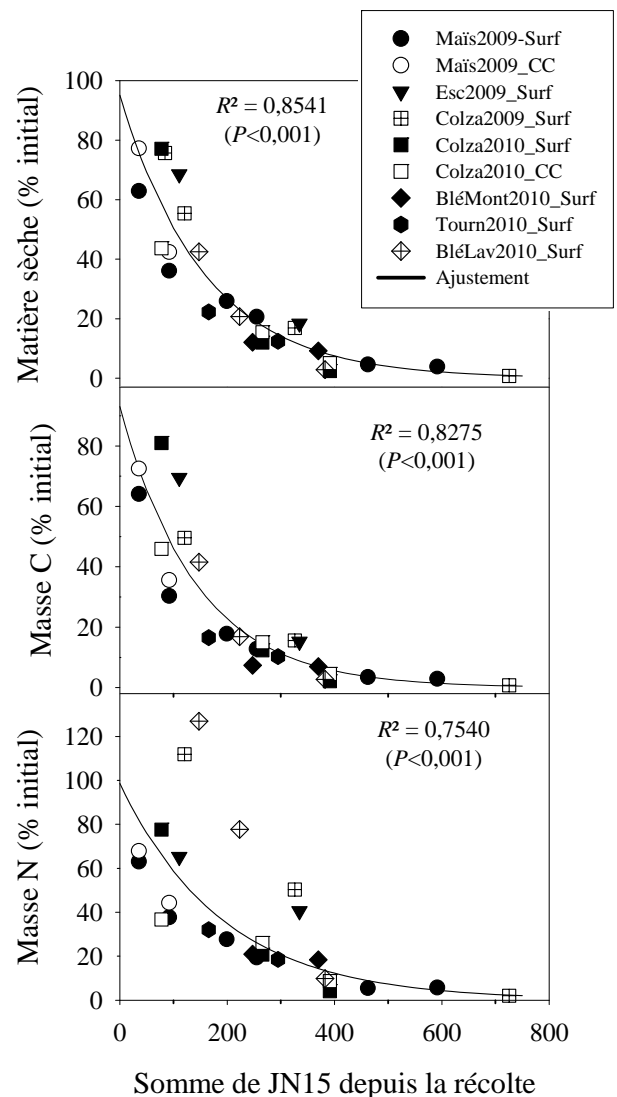 Maïs2009-Surf
Maïs2009_CC
Esc2009_Surf
Colza2009_Surf
Colza2010_Surf
Colza2010_CC
BléMont2010_Surf
Tourn2010_Surf
BléLav2010_Surf
Ajustement
Matière sèche (% initial)
100
80
60
40
20
0
R² = 0,8541
(P<0,001)
Masse C (% initial)
80
60
40
20
0
R² = 0,8275
(P<0,001)
Masse N (% initial)
120
100
80
60
40
20
0
R² = 0,7540
(P<0,001)
0 200 400 600 800
Somme de JN15 depuis la récolte